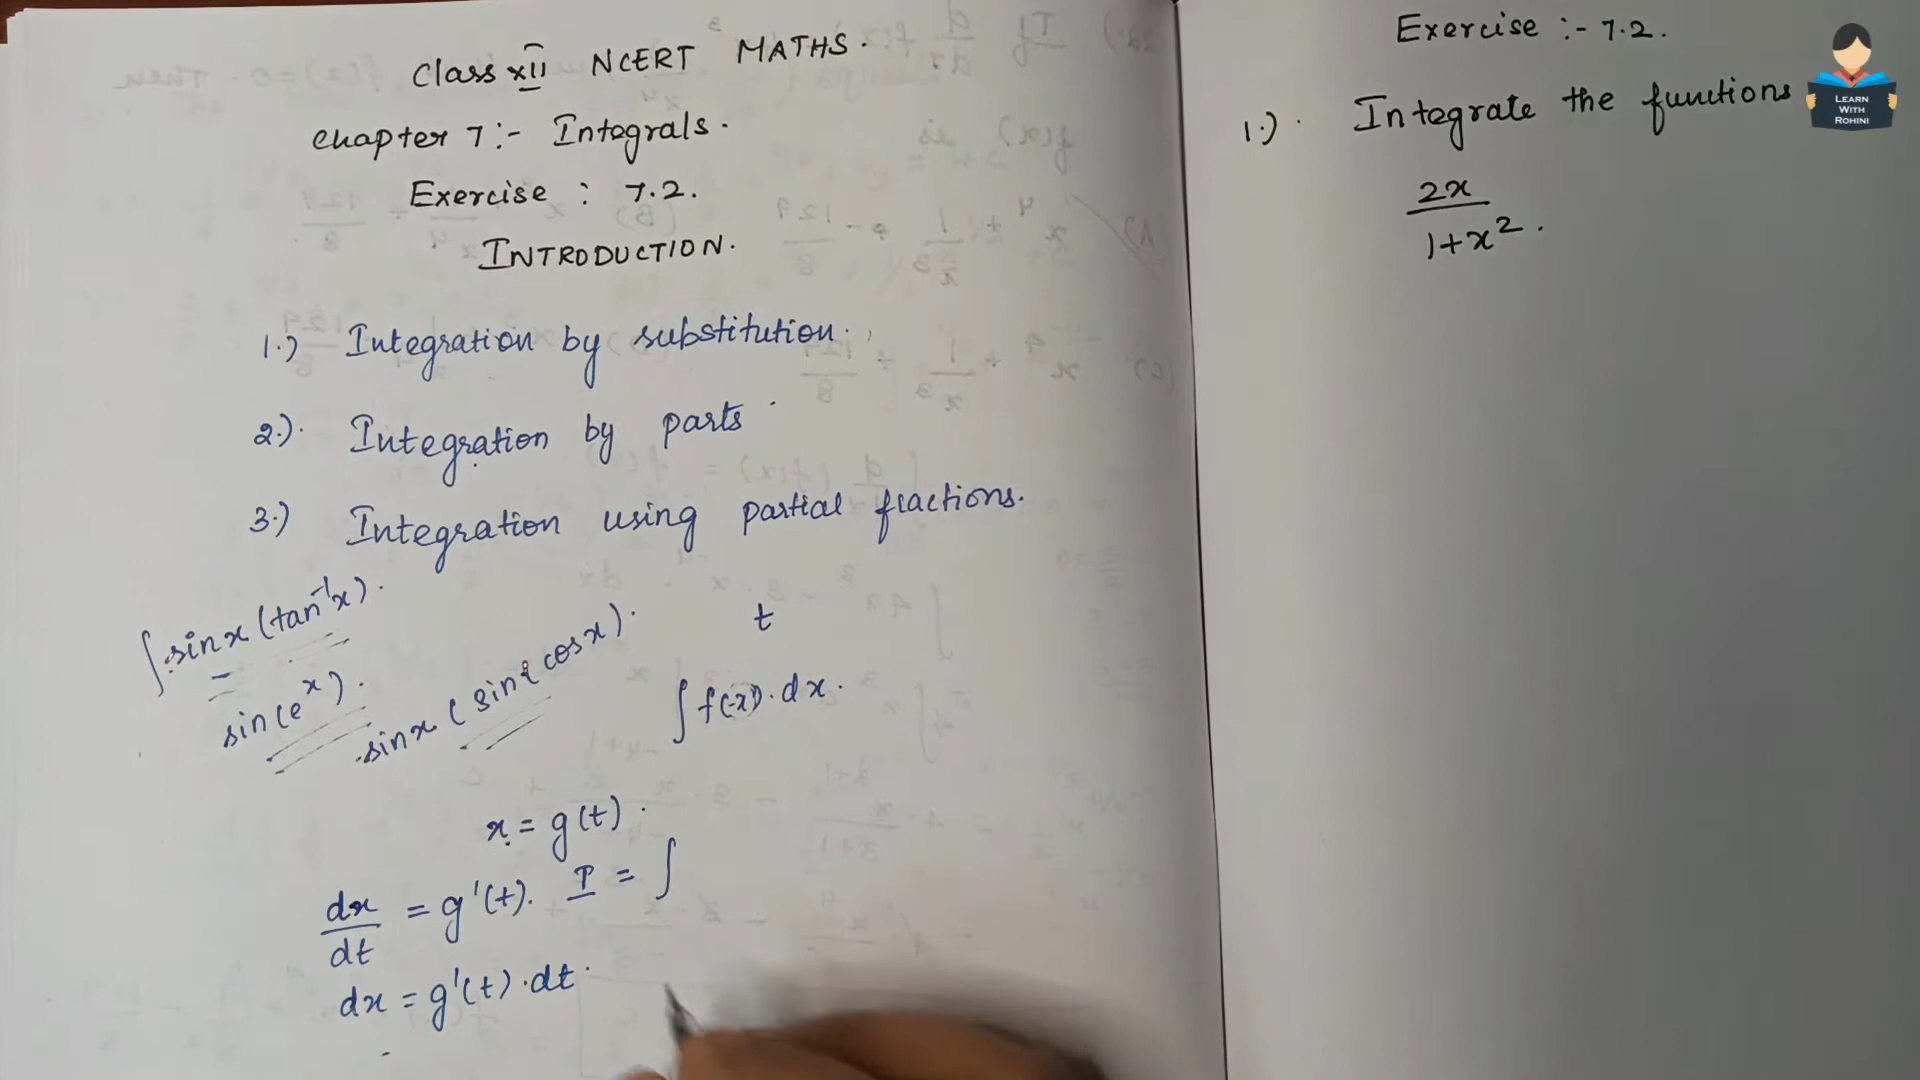 Class XII NCERT MATHS.
Chapter 7:- Integrals.
Exercise : 7.2.
INTRODUCTION.
1.) Integration by substitution.
2.) Integration by parts.
3.) Integration using partial fractions.
∫sinx(tan⁻¹x).
sin(eˣ).
sinx(sin cosx).
t
∫f(x).dx.
x = g(t).
dx/dt = g'(t). I = ∫
dx = g'(t).dt.
Exercise :- 7.2.
1.) Integrate the functions
2x/1+x².
LEARN
WITH
ROHINI